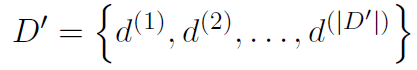 D′ = {d^(1), d^(2), . . . , d^(|D′|)}